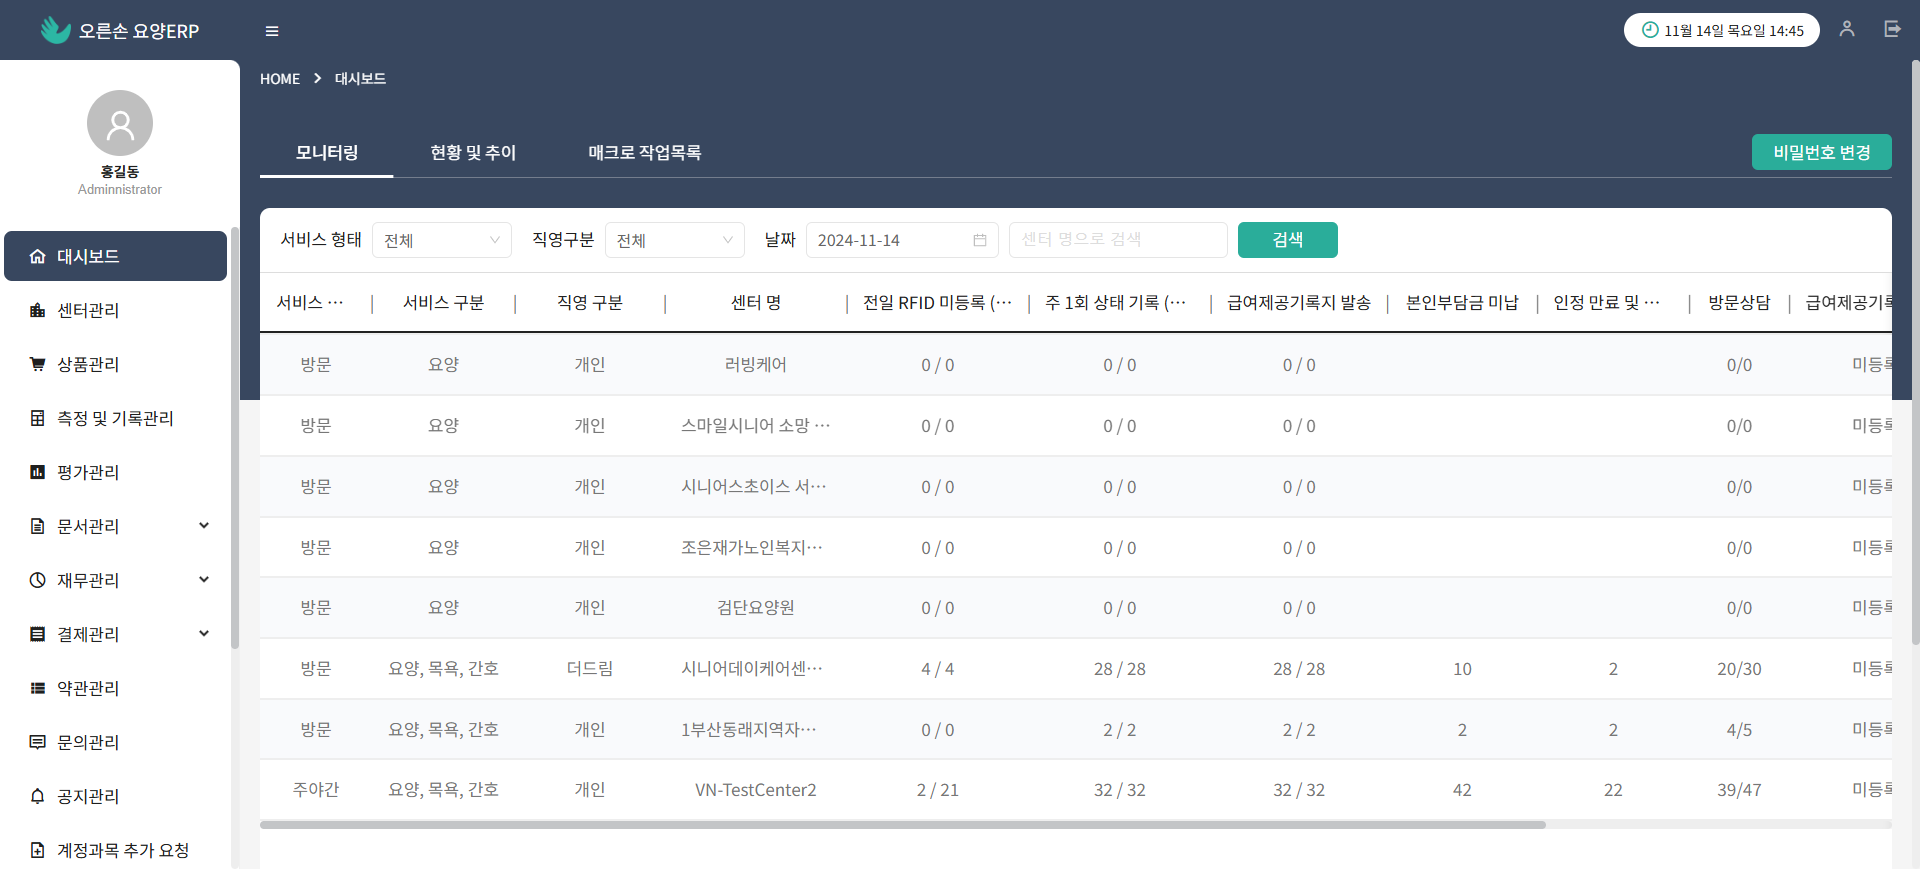 오른손 요양ERP
11월 14일 목요일 14:45
HOME > 대시보드
홍길동
Adminnistrator
모니터링 현황 및 추이 매크로 작업목록 비밀번호 변경
대시보드
센터관리
상품관리
측정 및 기록관리
평가관리
문서관리
재무관리
결제관리
약관관리
문의관리
공지관리
계정과목 추가 요청
서비스 형태 전체 직영구분 전체 날짜 2024-11-14 센터 명으로 검색 검색
서비스 ⋯ | 서비스 구분 | 직영 구분 | 센터 명 | 전일 RFID 미등록 (⋯ | 주 1회 상태 기록 (⋯ | 급여제공기록지 발송 | 본인부담금 미납 | 인정 만료 및 ⋯ | 방문상담 | 급여제공기록
방문 요양 개인 러빙케어 0 / 0 0 / 0 0 / 0 0/0 미등록
방문 요양 개인 스마일시니어 소망 ⋯ 0 / 0 0 / 0 0 / 0 0/0 미등록
방문 요양 개인 시니어스초이스 서⋯ 0 / 0 0 / 0 0 / 0 0/0 미등록
방문 요양 개인 조은재가노인복지⋯ 0 / 0 0 / 0 0 / 0 0/0 미등록
방문 요양 개인 검단요양원 0 / 0 0 / 0 0 / 0 0/0 미등록
방문 요양, 목욕, 간호 더드림 시니어데이케어센⋯ 4 / 4 28 / 28 28 / 28 10 2 20/30 미등록
방문 요양, 목욕, 간호 개인 1부산동래지역자⋯ 0 / 0 2 / 2 2 / 2 2 2 4/5 미등록
주야간 요양, 목욕, 간호 개인 VN-TestCenter2 2 / 21 32 / 32 32 / 32 42 22 39/47 미등록